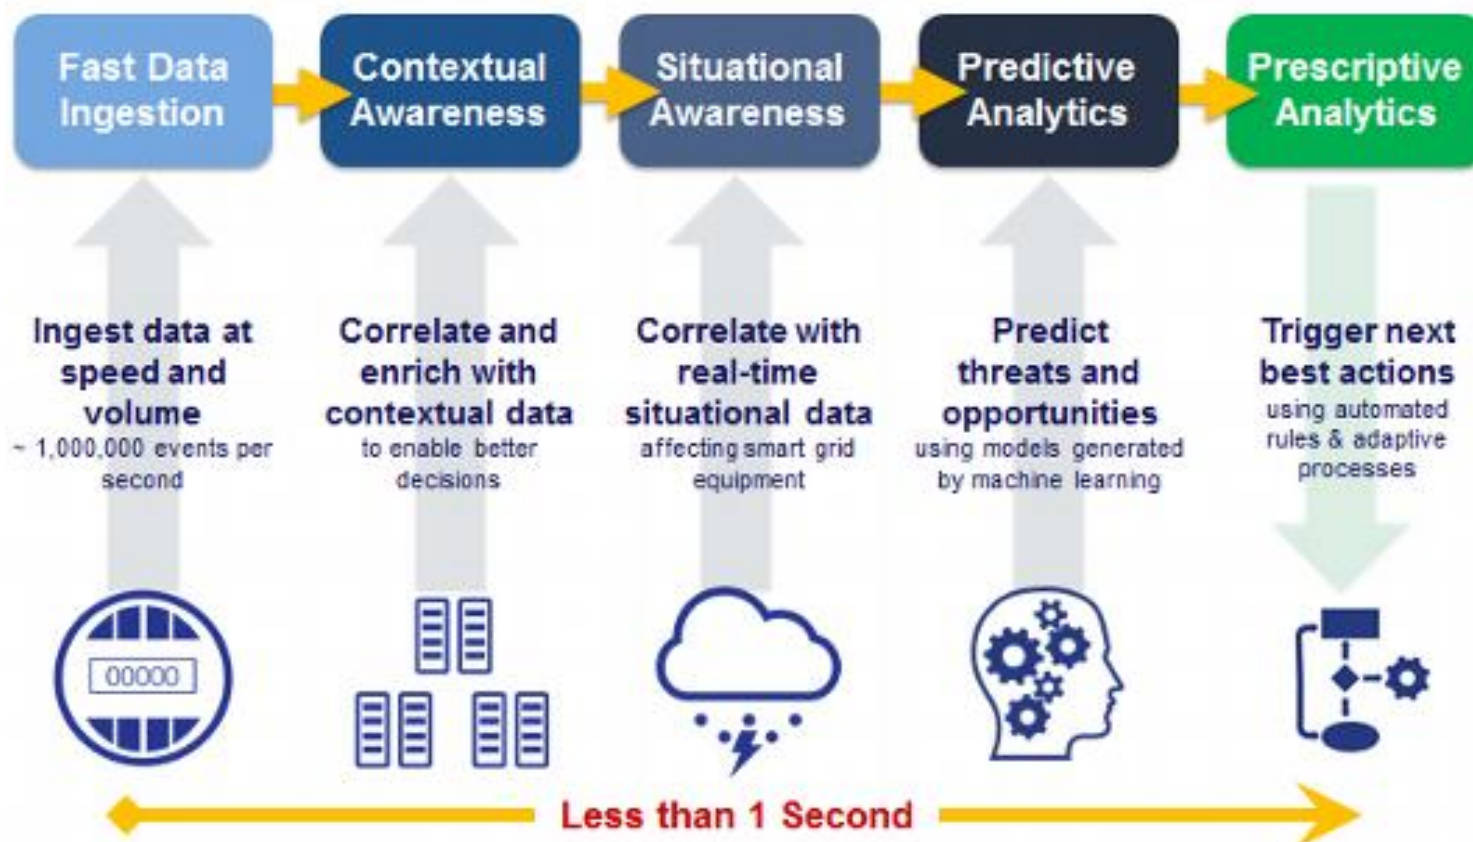 Fast Data
Ingestion
Contextual
Awareness
Situational
Awareness
Predictive
Analytics
Prescriptive
Analytics
Ingest data at
speed and
volume
~ 1,000,000 events per
second
Correlate and
enrich with
contextual data
to enable better
decisions
Correlate with
real-time
situational data
affecting smart grid
equipment
Predict
threats and
opportunities
using models generated
by machine learning
Trigger next
best actions
using automated
rules & adaptive
processes
00000
Less than 1 Second